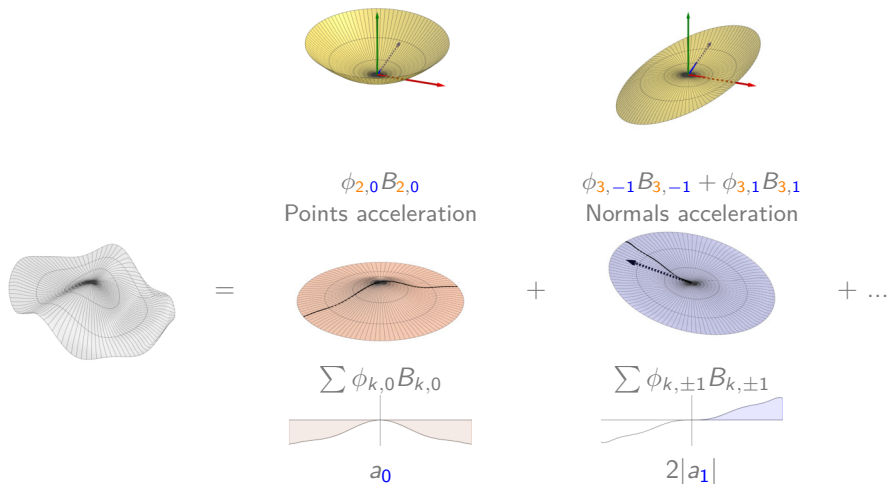 ϕ₂,₀B₂,₀
ϕ₃,₋₁B₃,₋₁ + ϕ₃,₁B₃,₁
Points acceleration
Normals acceleration
= + + ...
∑ ϕₖ,₀Bₖ,₀
∑ ϕₖ,±₁Bₖ,±₁
a₀
2|a₁|